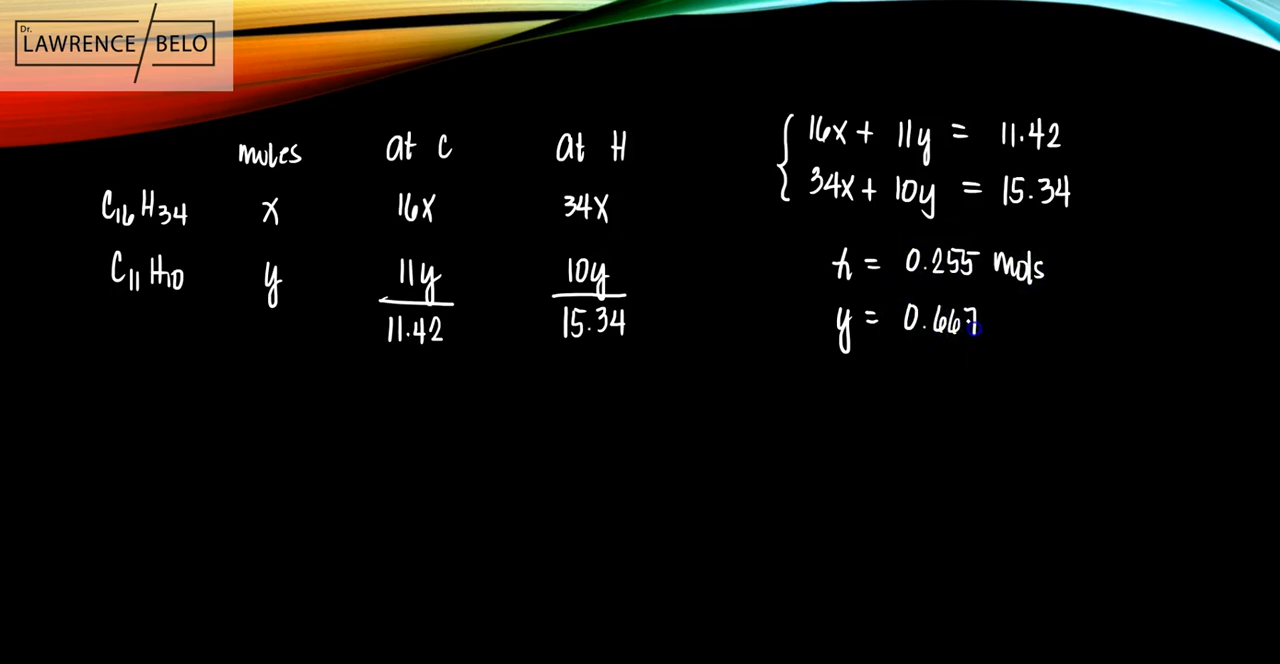 Dr.
LAWRENCE / BELO
moles at C at H
C₁₆H₃₄ x 16x 34x
C₁₁H₁₀ y 11y 10y
11.42 15.34
16x + 11y = 11.42
34x + 10y = 15.34
x = 0.255 mols
y = 0.667